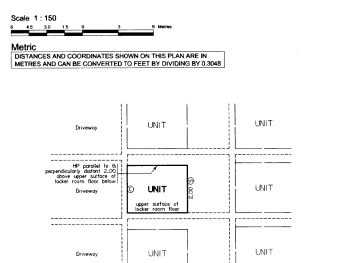 Scale 1 : 150
6 4.5 3.0 1.5 0 3 6 Metres
Metric
DISTANCES AND COORDINATES SHOWN ON THIS PLAN ARE IN
METRES AND CAN BE CONVERTED TO FEET BY DIVIDING BY 0.3048
Driveway
UNIT
UNIT
HP parallel to &
perpendicularly distant 2.00
above upper surface of
locker room floor below
Driveway
UNIT
upper surface of
locker room floor
2.00
UNIT
Driveway
UNIT
UNIT